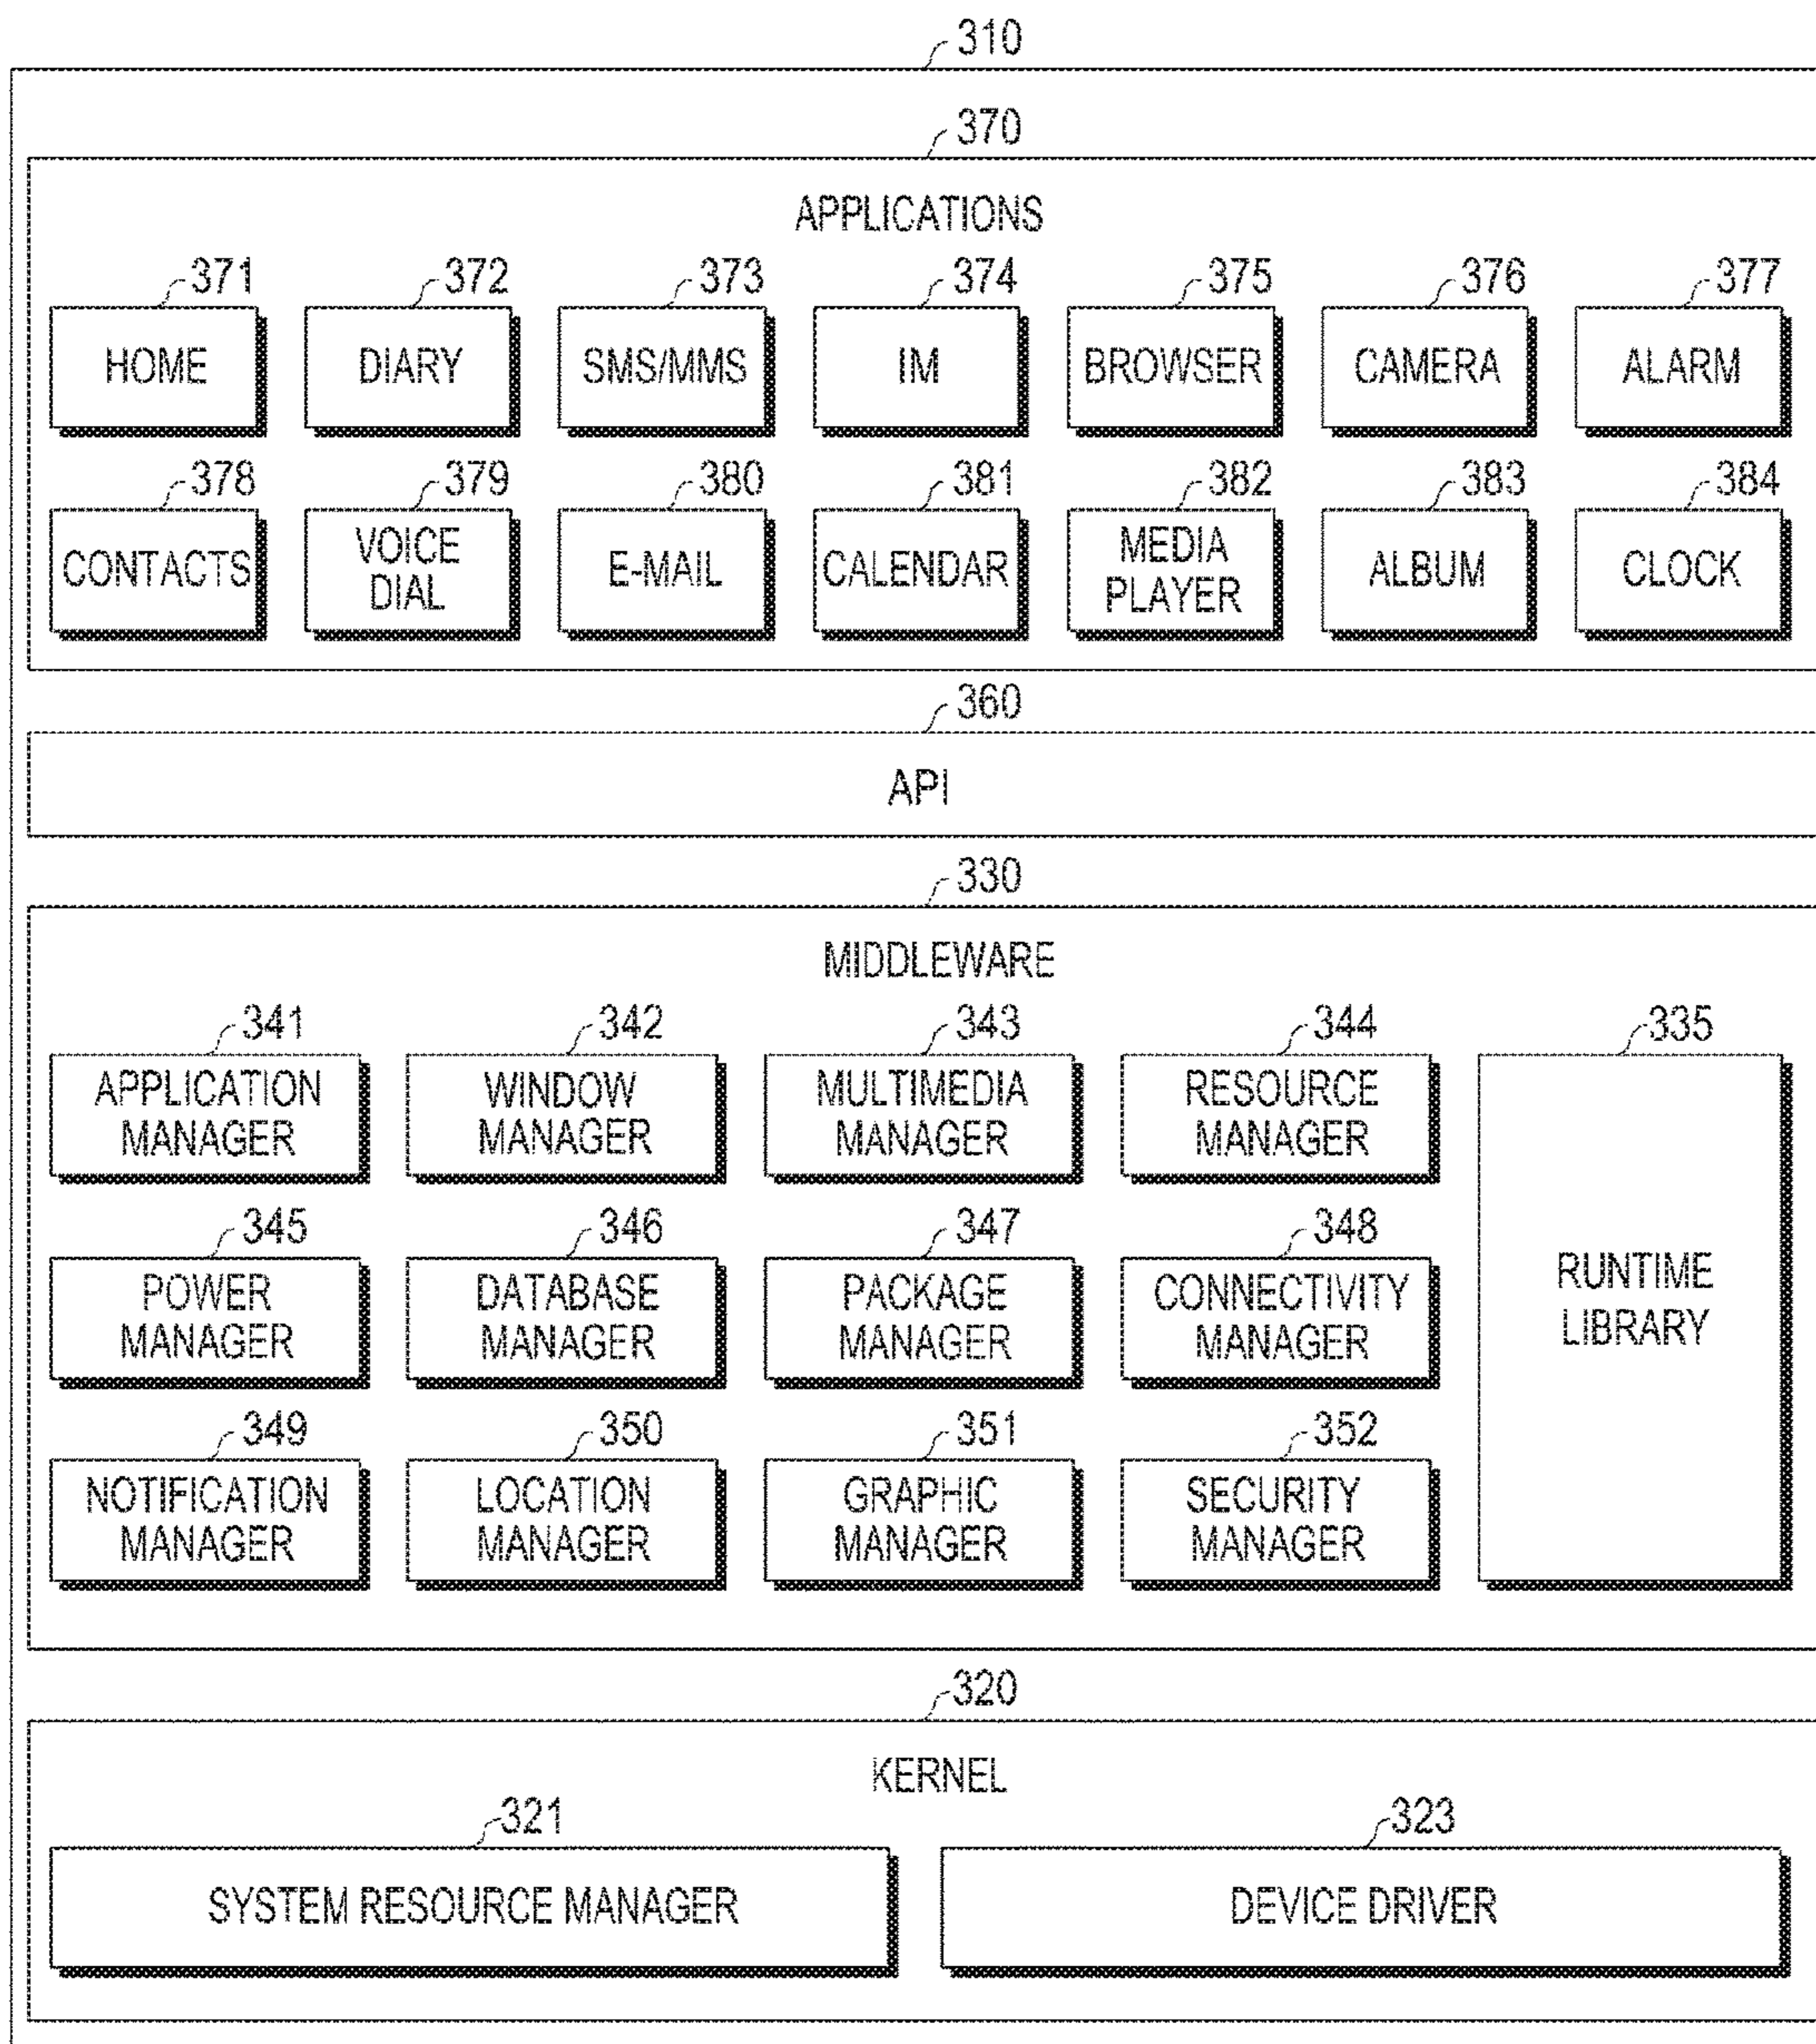 310
370
APPLICATIONS
371 372 373 374 375 376 377
HOME DIARY SMS/MMS IM BROWSER CAMERA ALARM
378 379 380 381 382 383 384
CONTACTS VOICE DIAL E-MAIL CALENDAR MEDIA PLAYER ALBUM CLOCK
360
API
330
MIDDLEWARE
341 342 343 344 335
APPLICATION MANAGER WINDOW MANAGER MULTIMEDIA MANAGER RESOURCE MANAGER
345 346 347 348
POWER MANAGER DATABASE MANAGER PACKAGE MANAGER CONNECTIVITY MANAGER RUNTIME LIBRARY
349 350 351 352
NOTIFICATION MANAGER LOCATION MANAGER GRAPHIC MANAGER SECURITY MANAGER
320
KERNEL
321 323
SYSTEM RESOURCE MANAGER DEVICE DRIVER